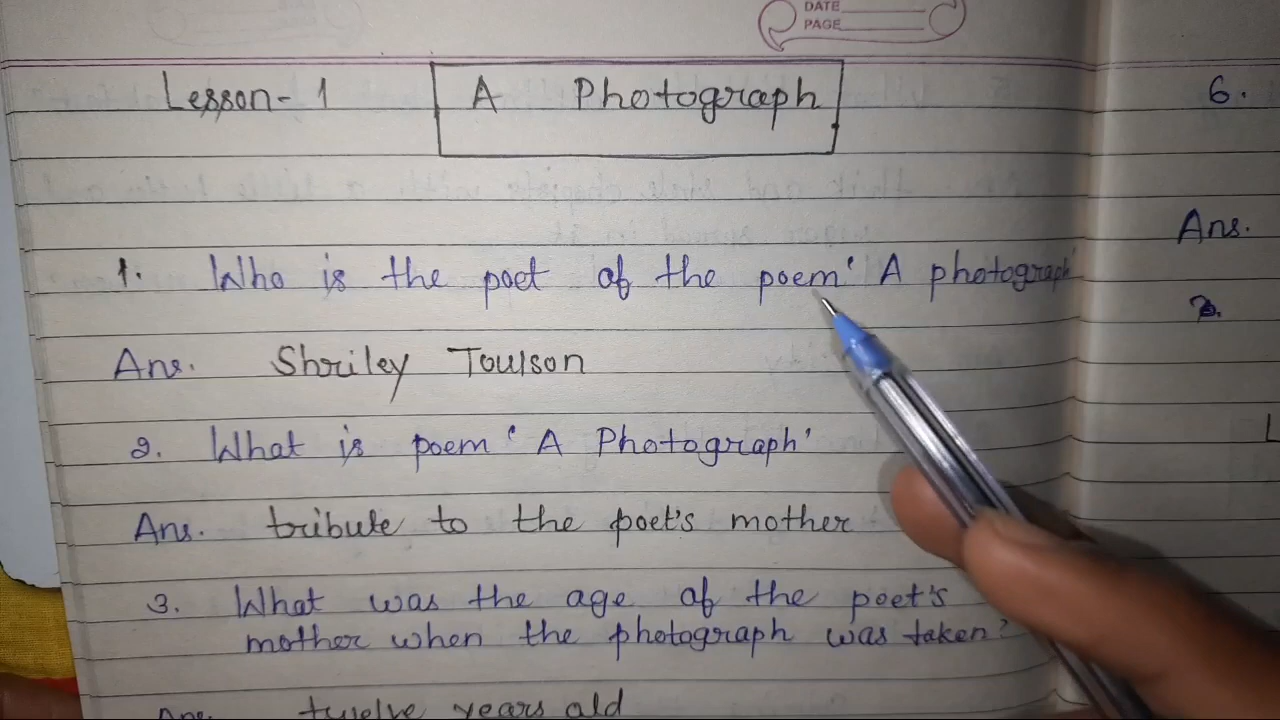 DATE
PAGE
Lesson- 1 A Photograph
1. Who is the poet of the poem ' A photograph'
Ans. Shriley Toulson
2. What is poem ' A Photograph'
Ans. tribute to the poet's mother
3. What was the age of the poet's
mother when the photograph was taken?
Ans. twelve years old
6.
Ans.